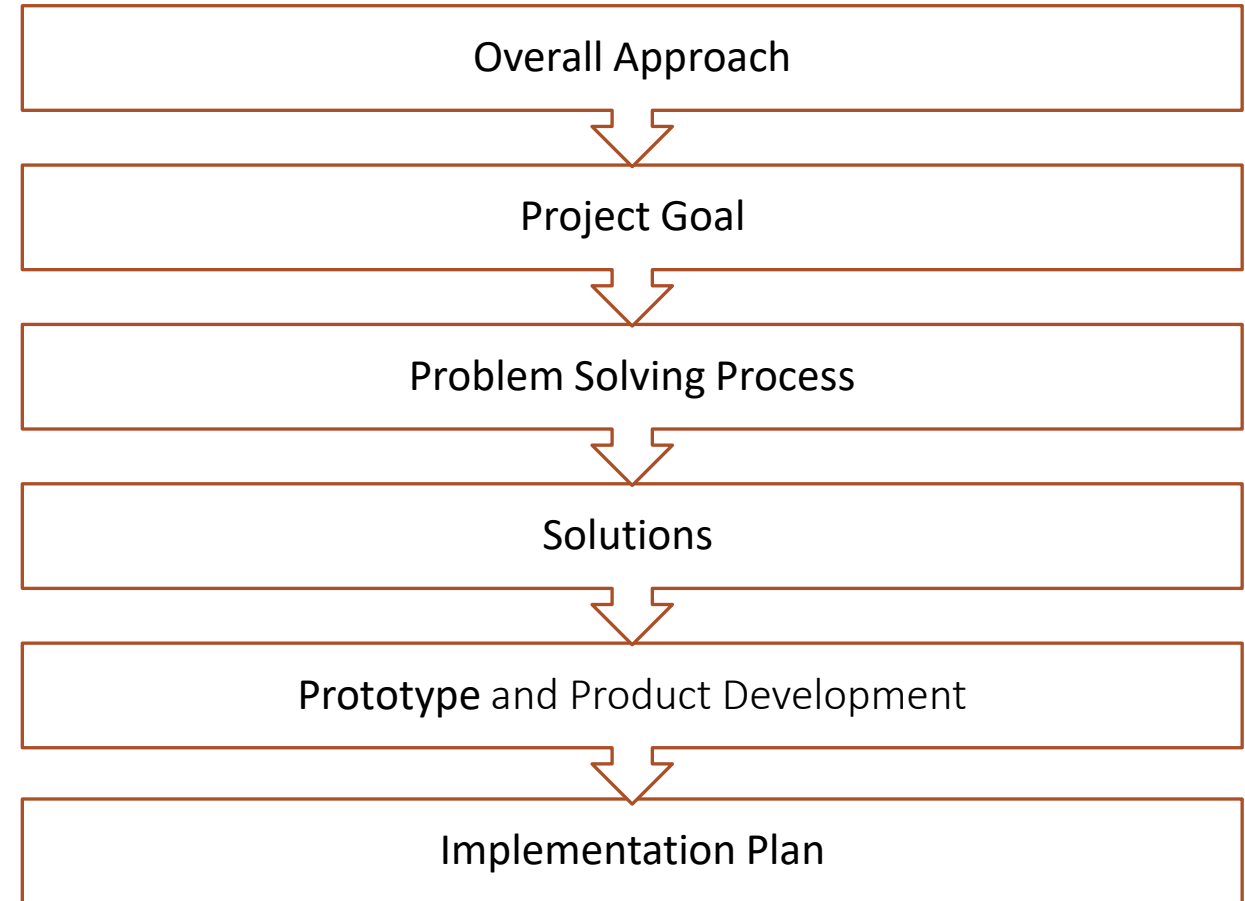 Overall Approach
Project Goal
Problem Solving Process
Solutions
Prototype and Product Development
Implementation Plan